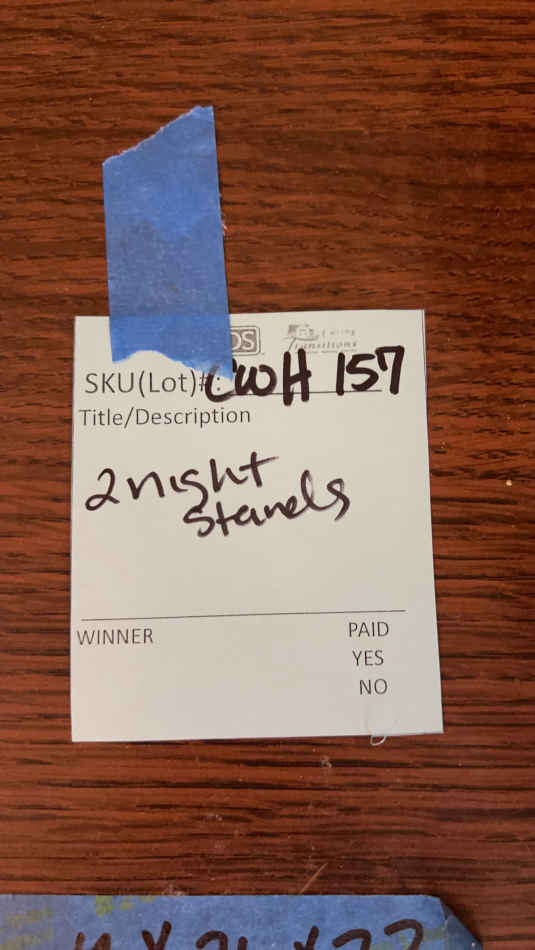 DS
Caring
Transitions
SKU(Lot)#: CWH 157
Title/Description
2 night
stands
WINNER PAID
YES
NO